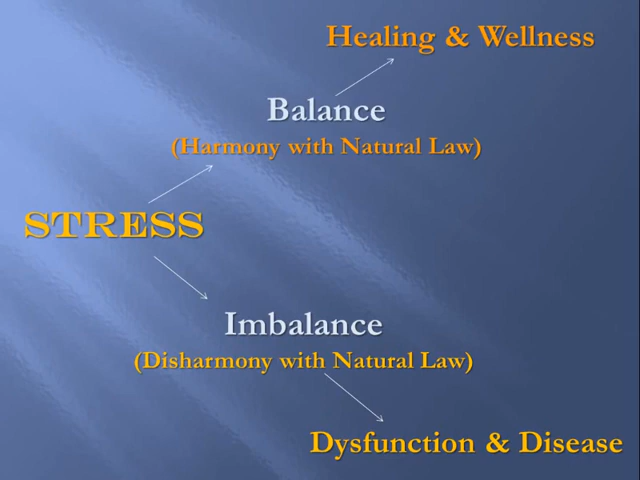 Healing & Wellness
Balance
(Harmony with Natural Law)
STRESS
Imbalance
(Disharmony with Natural Law)
Dysfunction & Disease